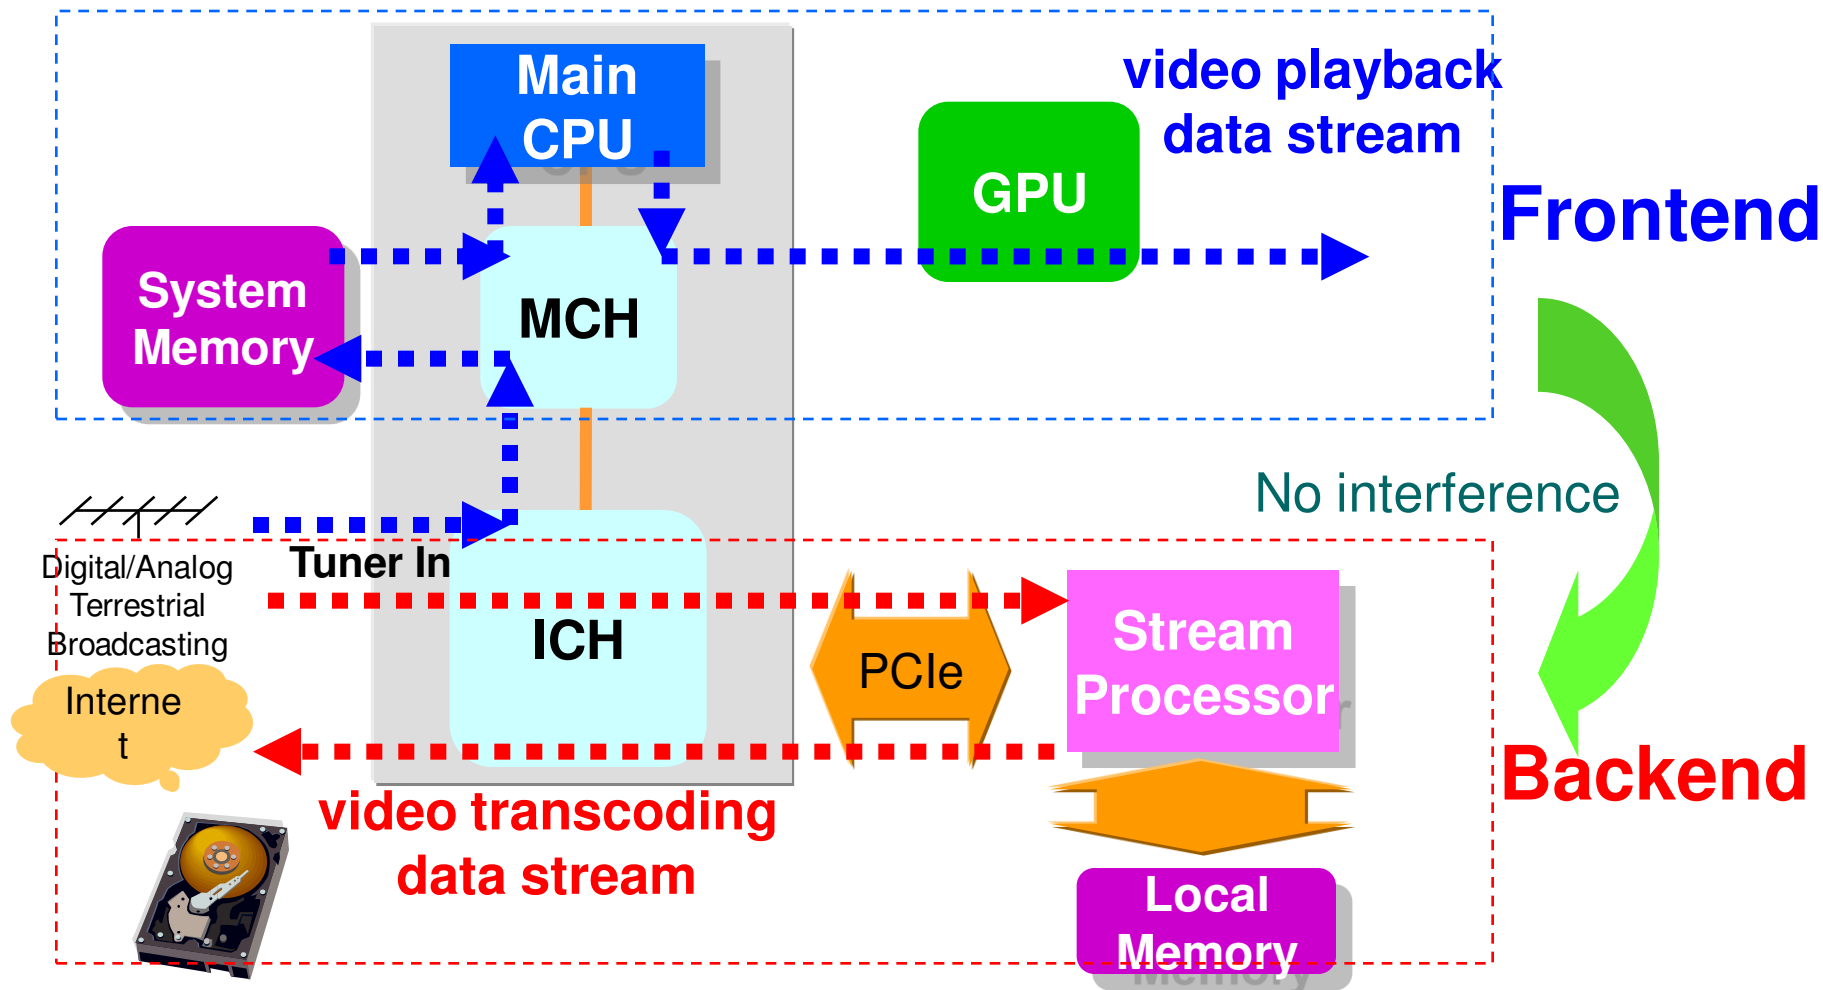 Main
CPU
video playback
data stream
GPU
Frontend
System
Memory
MCH
No interference
Tuner In
Digital/Analog
Terrestrial
Broadcasting
ICH
PCIe
Stream
Processor
Interne
t
Backend
video transcoding
data stream
Local
Memory